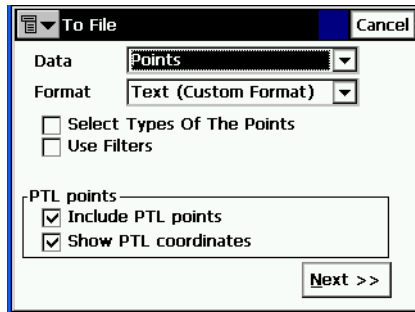 To File Cancel
Data Points
Format Text (Custom Format)
Select Types Of The Points
Use Filters
PTL points
Include PTL points
Show PTL coordinates
Next >>